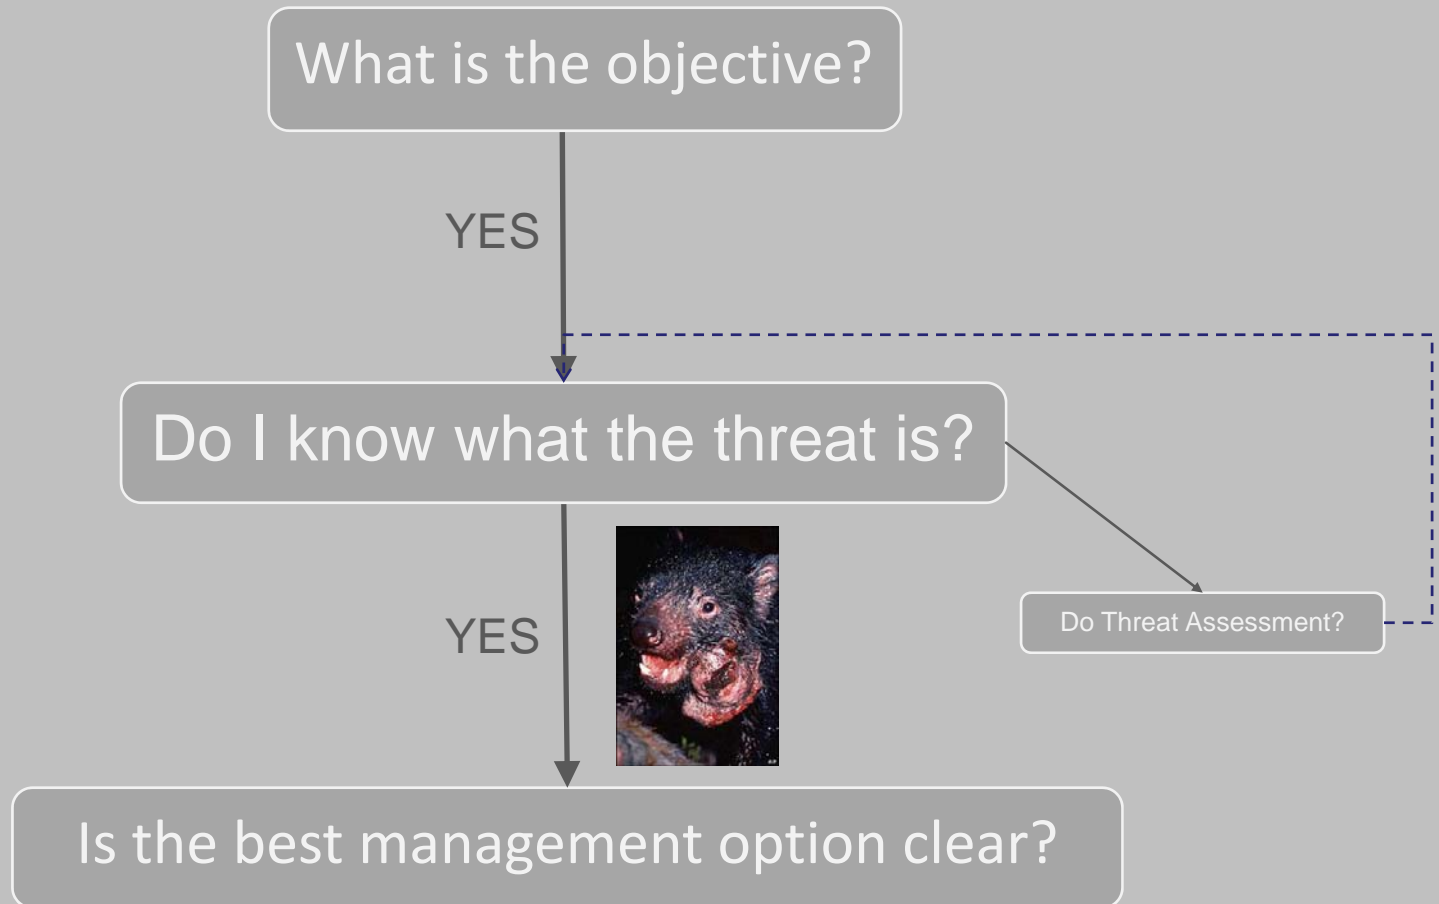 What is the objective?
YES
Do I know what the threat is?
YES
Do Threat Assessment?
Is the best management option clear?